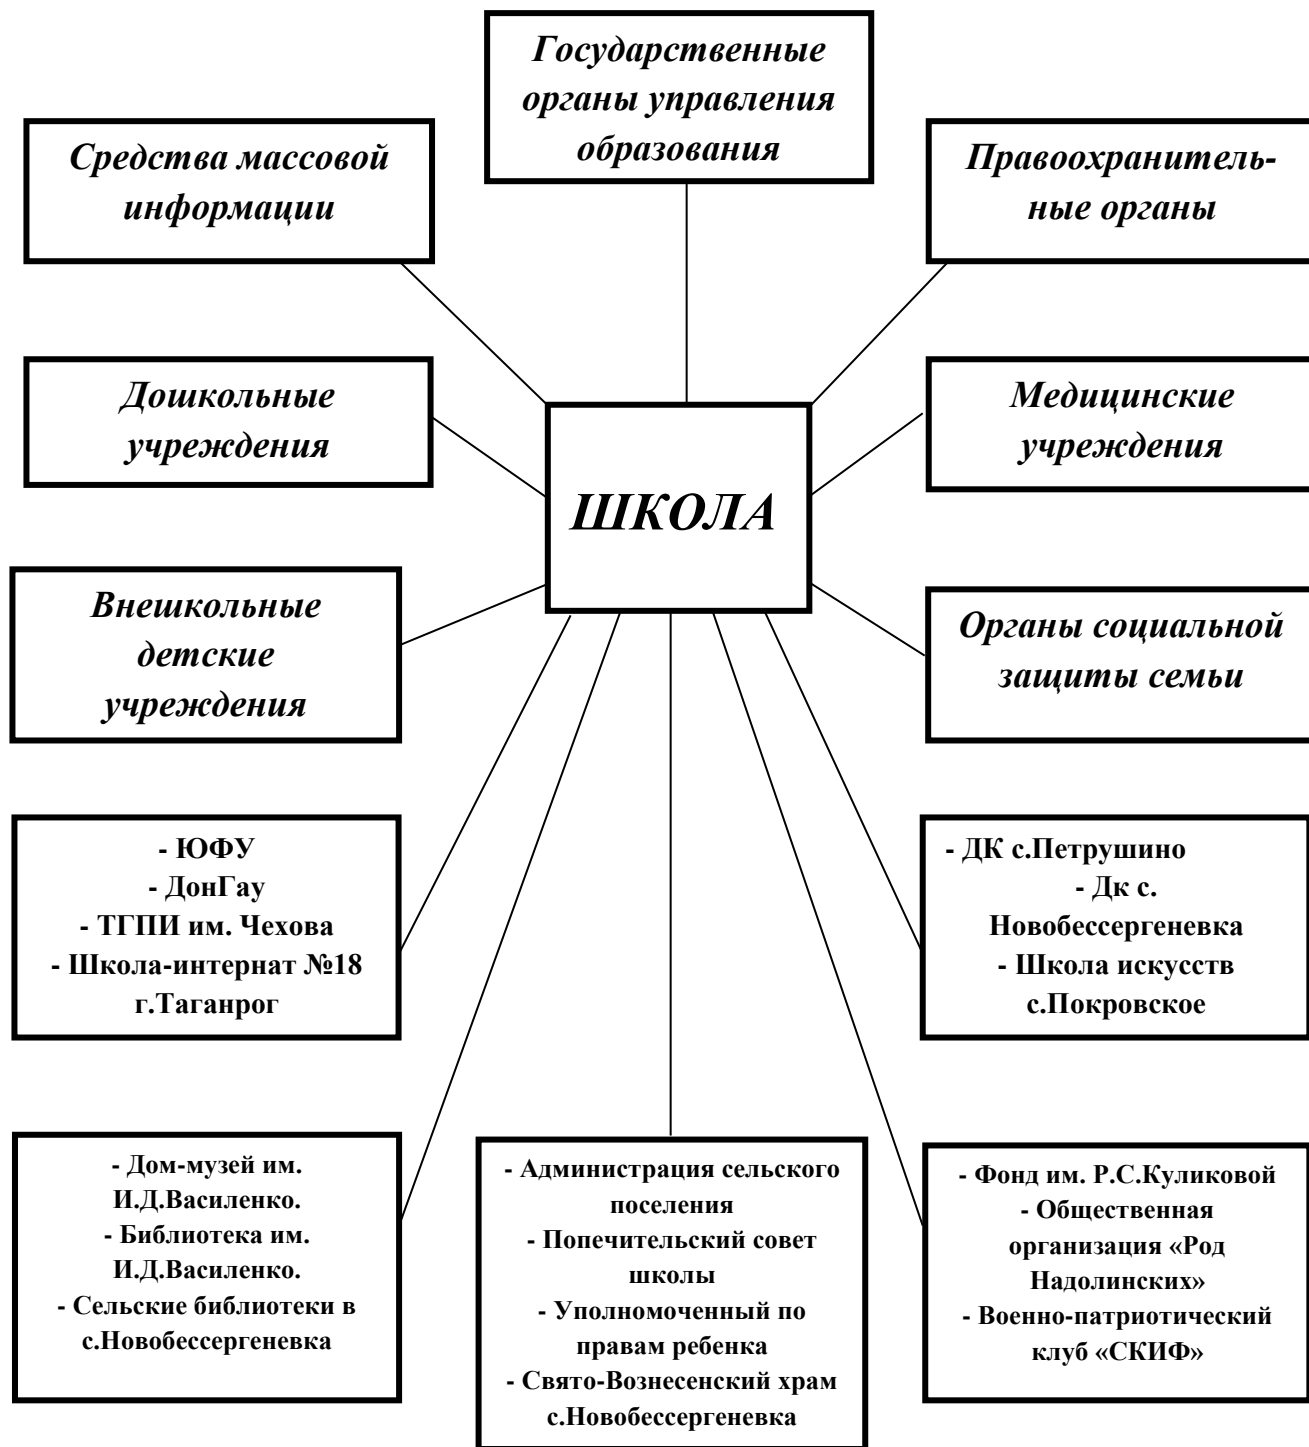 Государственные
органы управления
образования
Средства массовой
информации
Правоохранитель-
ные органы
Дошкольные
учреждения
Медицинские
учреждения
ШКОЛА
Внешкольные
детские
учреждения
Органы социальной
защиты семьи
- ЮФУ
- ДонГау
- ТГПИ им. Чехова
- Школа-интернат №18
г.Таганрог
- ДК с.Петрушино
- Дк с.
Новобессергеневка
- Школа искусств
с.Покровское
- Дом-музей им.
И.Д.Василенко.
- Библиотека им.
И.Д.Василенко.
- Сельские библиотеки в
с.Новобессергеневка
- Администрация сельского
поселения
- Попечительский совет
школы
- Уполномоченный по
правам ребенка
- Свято-Вознесенский храм
с.Новобессергеневка
- Фонд им. Р.С.Куликовой
- Общественная
организация «Род
Надолинских»
- Военно-патриотический
клуб «СКИФ»